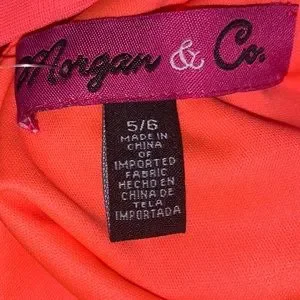 Morgan & Co.
5/6
MADE IN
CHINA
OF
IMPORTED
FABRIC
HECHO EN
CHINA DE
TELA
IMPORTADA